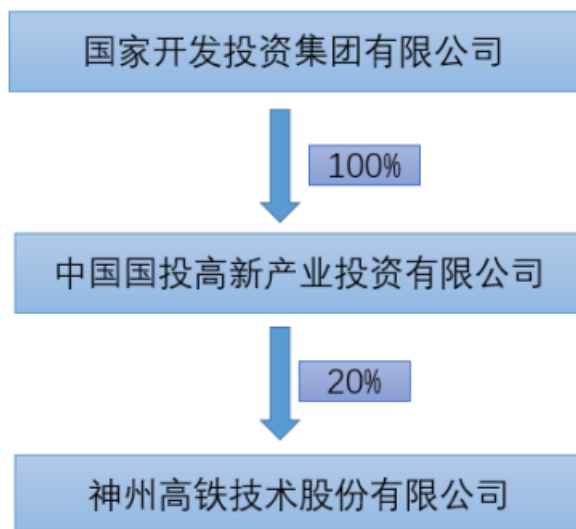 国家开发投资集团有限公司
100%
中国国投高新产业投资有限公司
20%
神州高铁技术股份有限公司